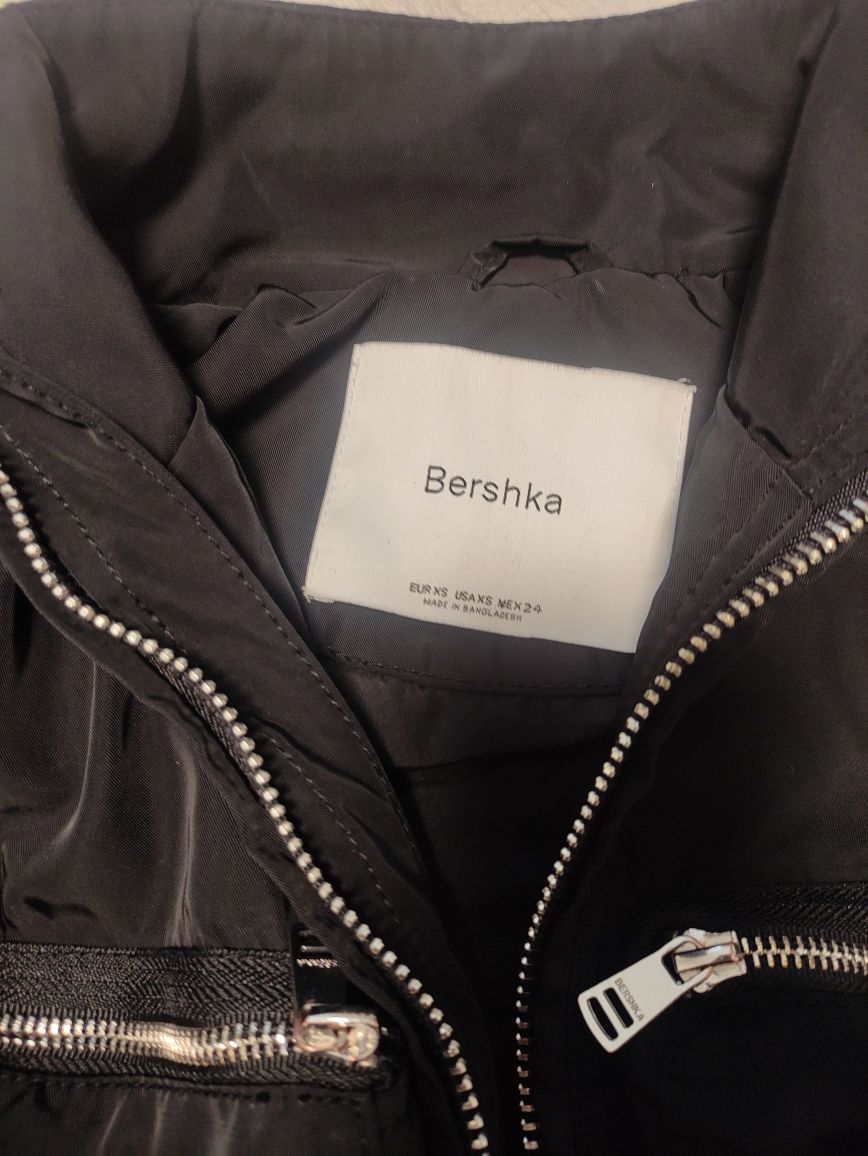 Bershka
EUR XS USA XS MEX 24
MADE IN BANGLADESH
BERSHKA